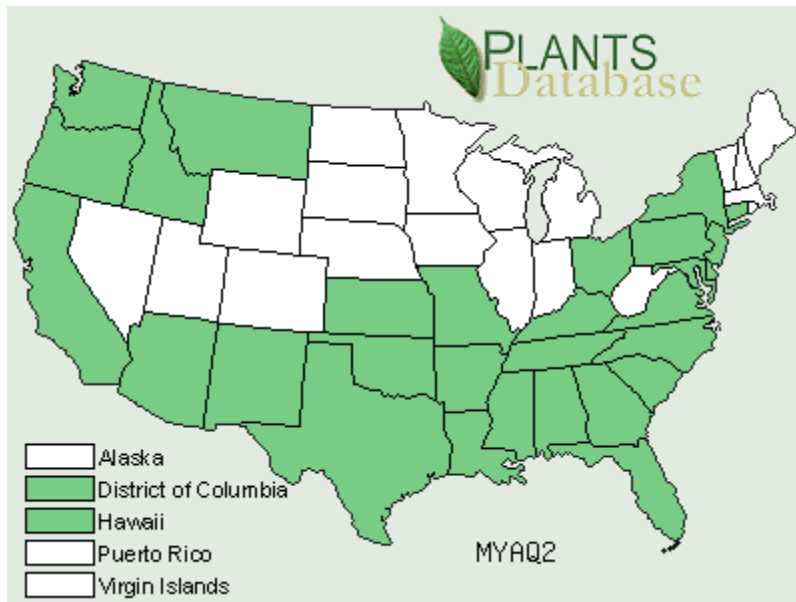 PLANTS
Database
Alaska
District of Columbia
Hawaii
Puerto Rico
Virgin Islands
MYAQ2